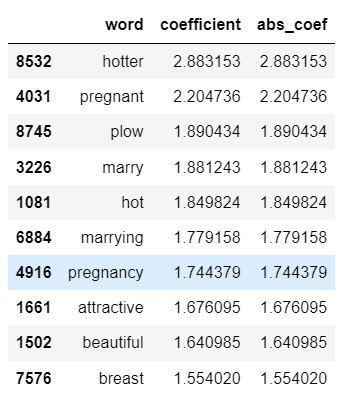 word coefficient abs_coef
8532 hotter 2.883153 2.883153
4031 pregnant 2.204736 2.204736
8745 plow 1.890434 1.890434
3226 marry 1.881243 1.881243
1081 hot 1.849824 1.849824
6884 marrying 1.779158 1.779158
4916 pregnancy 1.744379 1.744379
1661 attractive 1.676095 1.676095
1502 beautiful 1.640985 1.640985
7576 breast 1.554020 1.554020